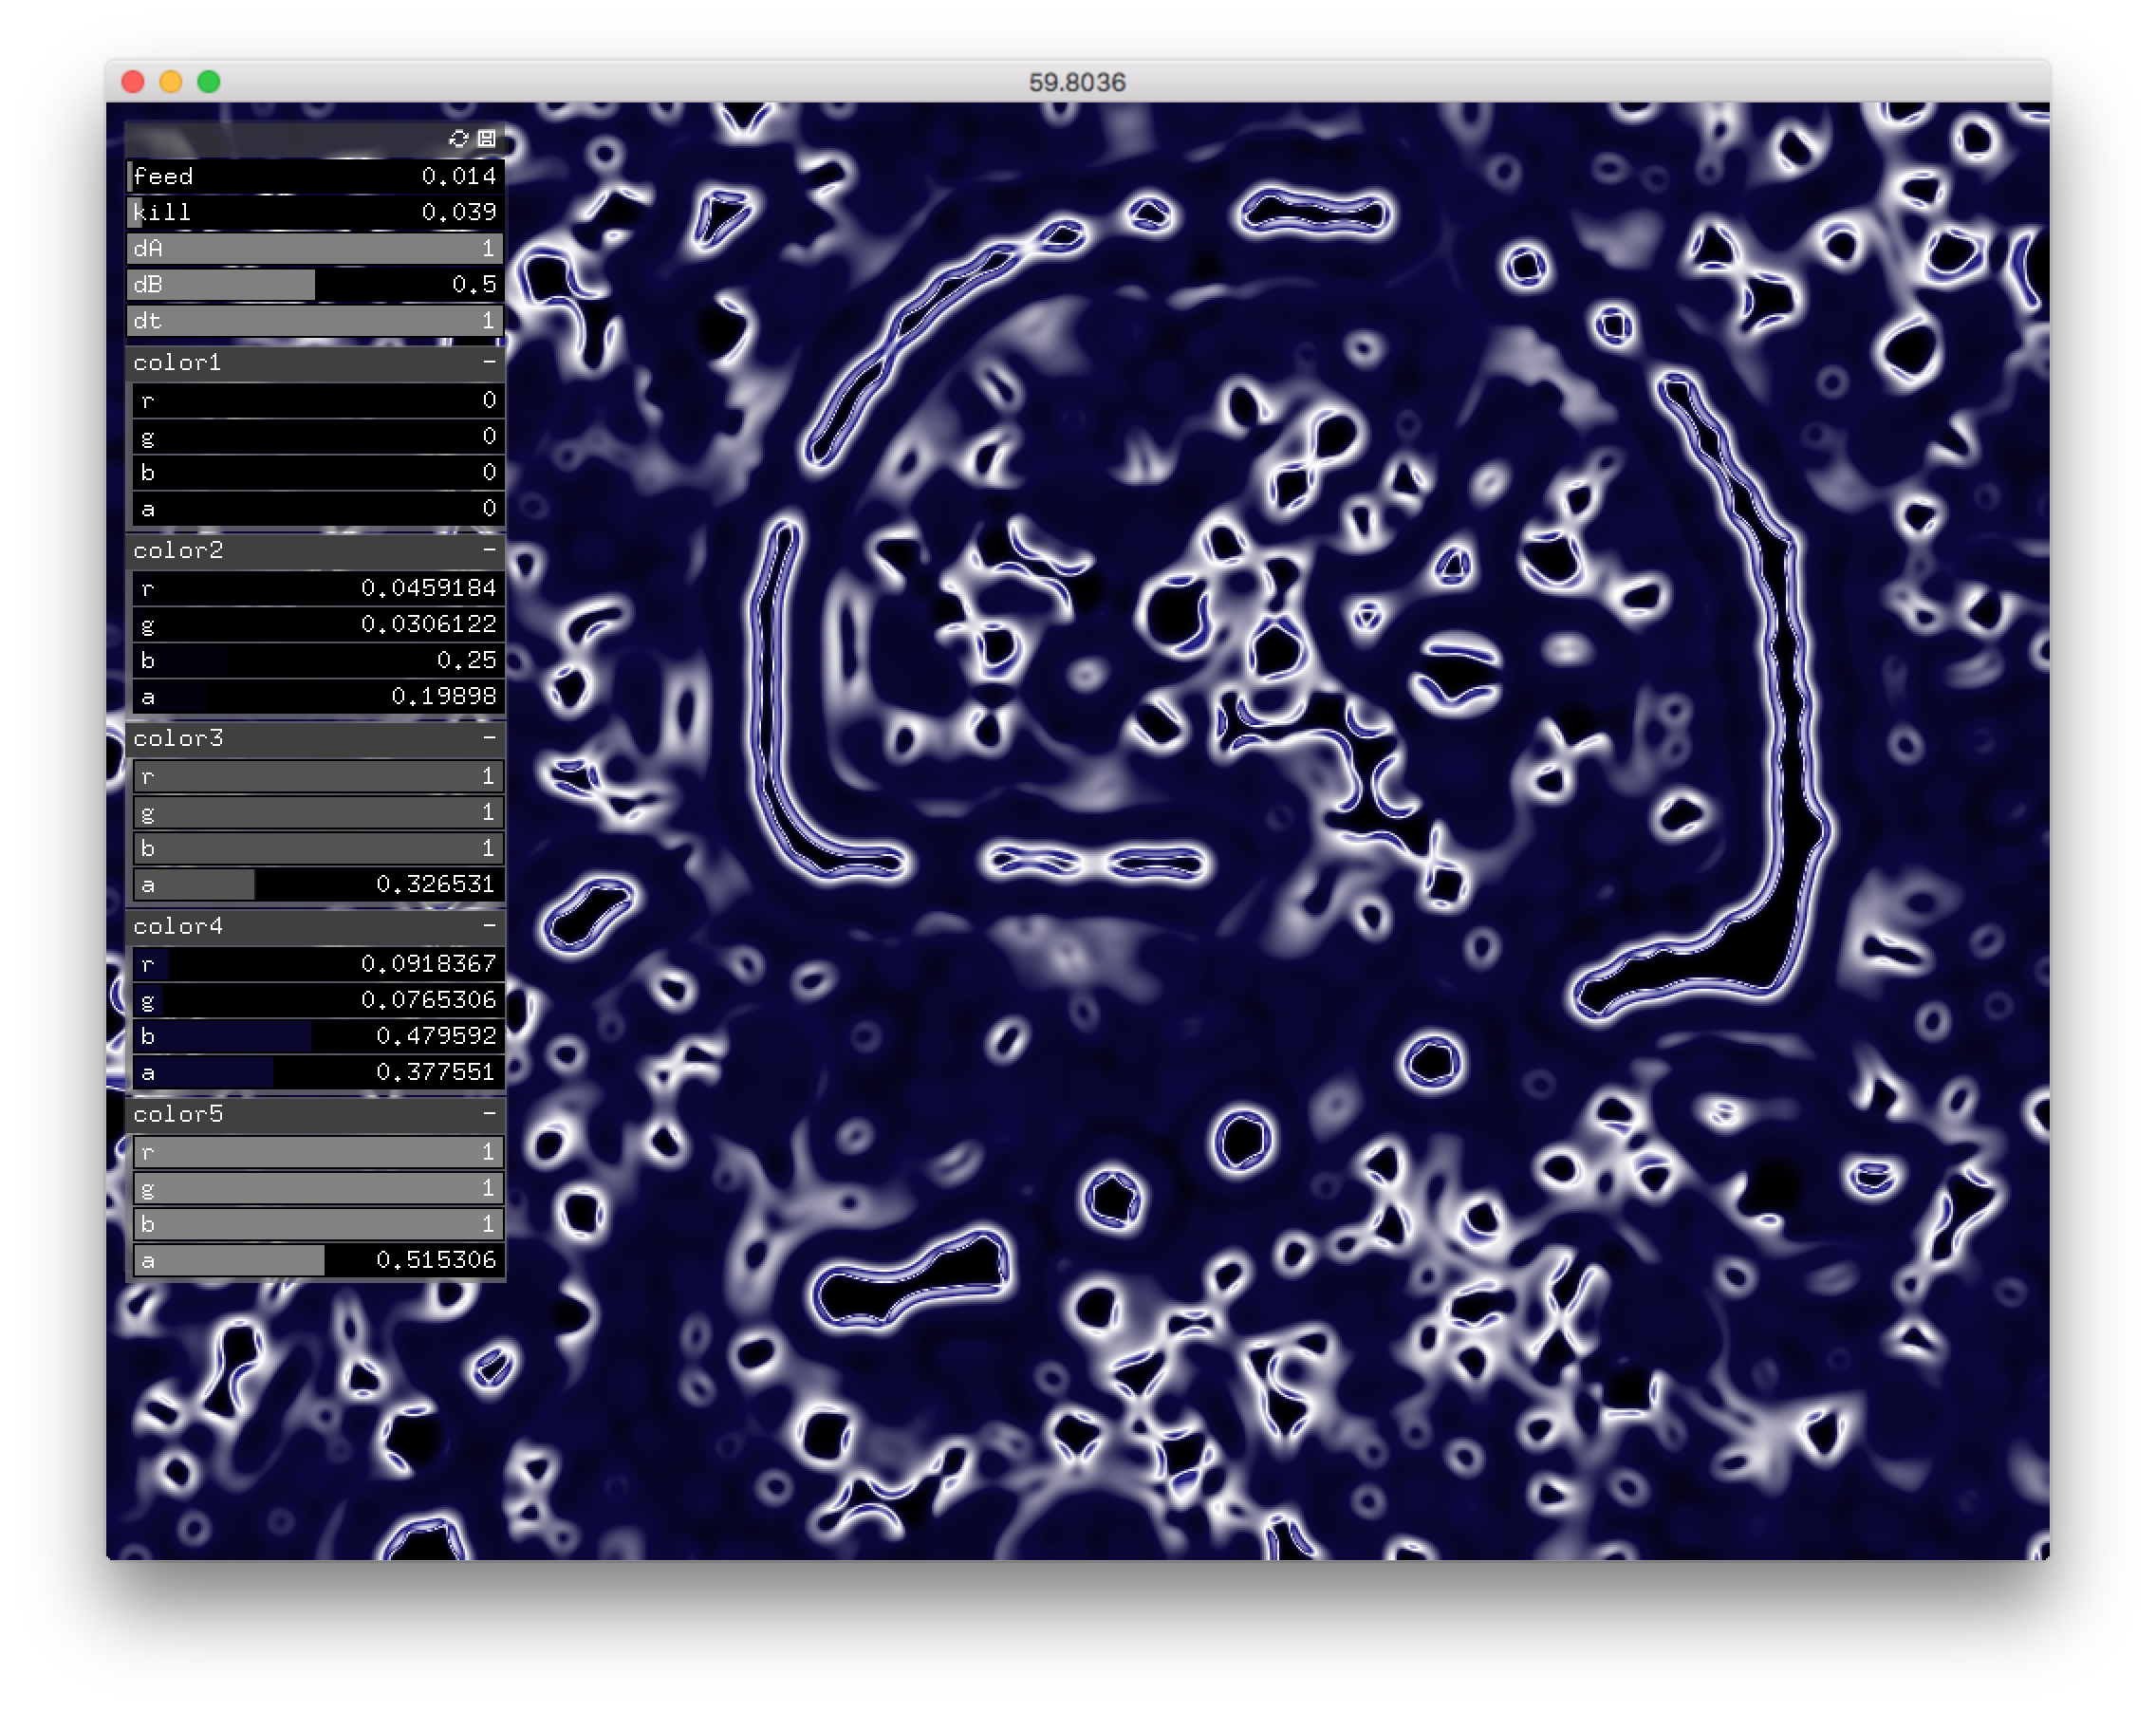 59.8036
feed 0.014
kill 0.039
dA 1
dB 0.5
dt 1
color1 -
r 0
g 0
b 0
a 0
color2 -
r 0.0459184
g 0.0306122
b 0.25
a 0.19898
color3 -
r 1
g 1
b 1
a 0.326531
color4 -
r 0.0918367
g 0.0765306
b 0.479592
a 0.377551
color5 -
r 1
g 1
b 1
a 0.515306